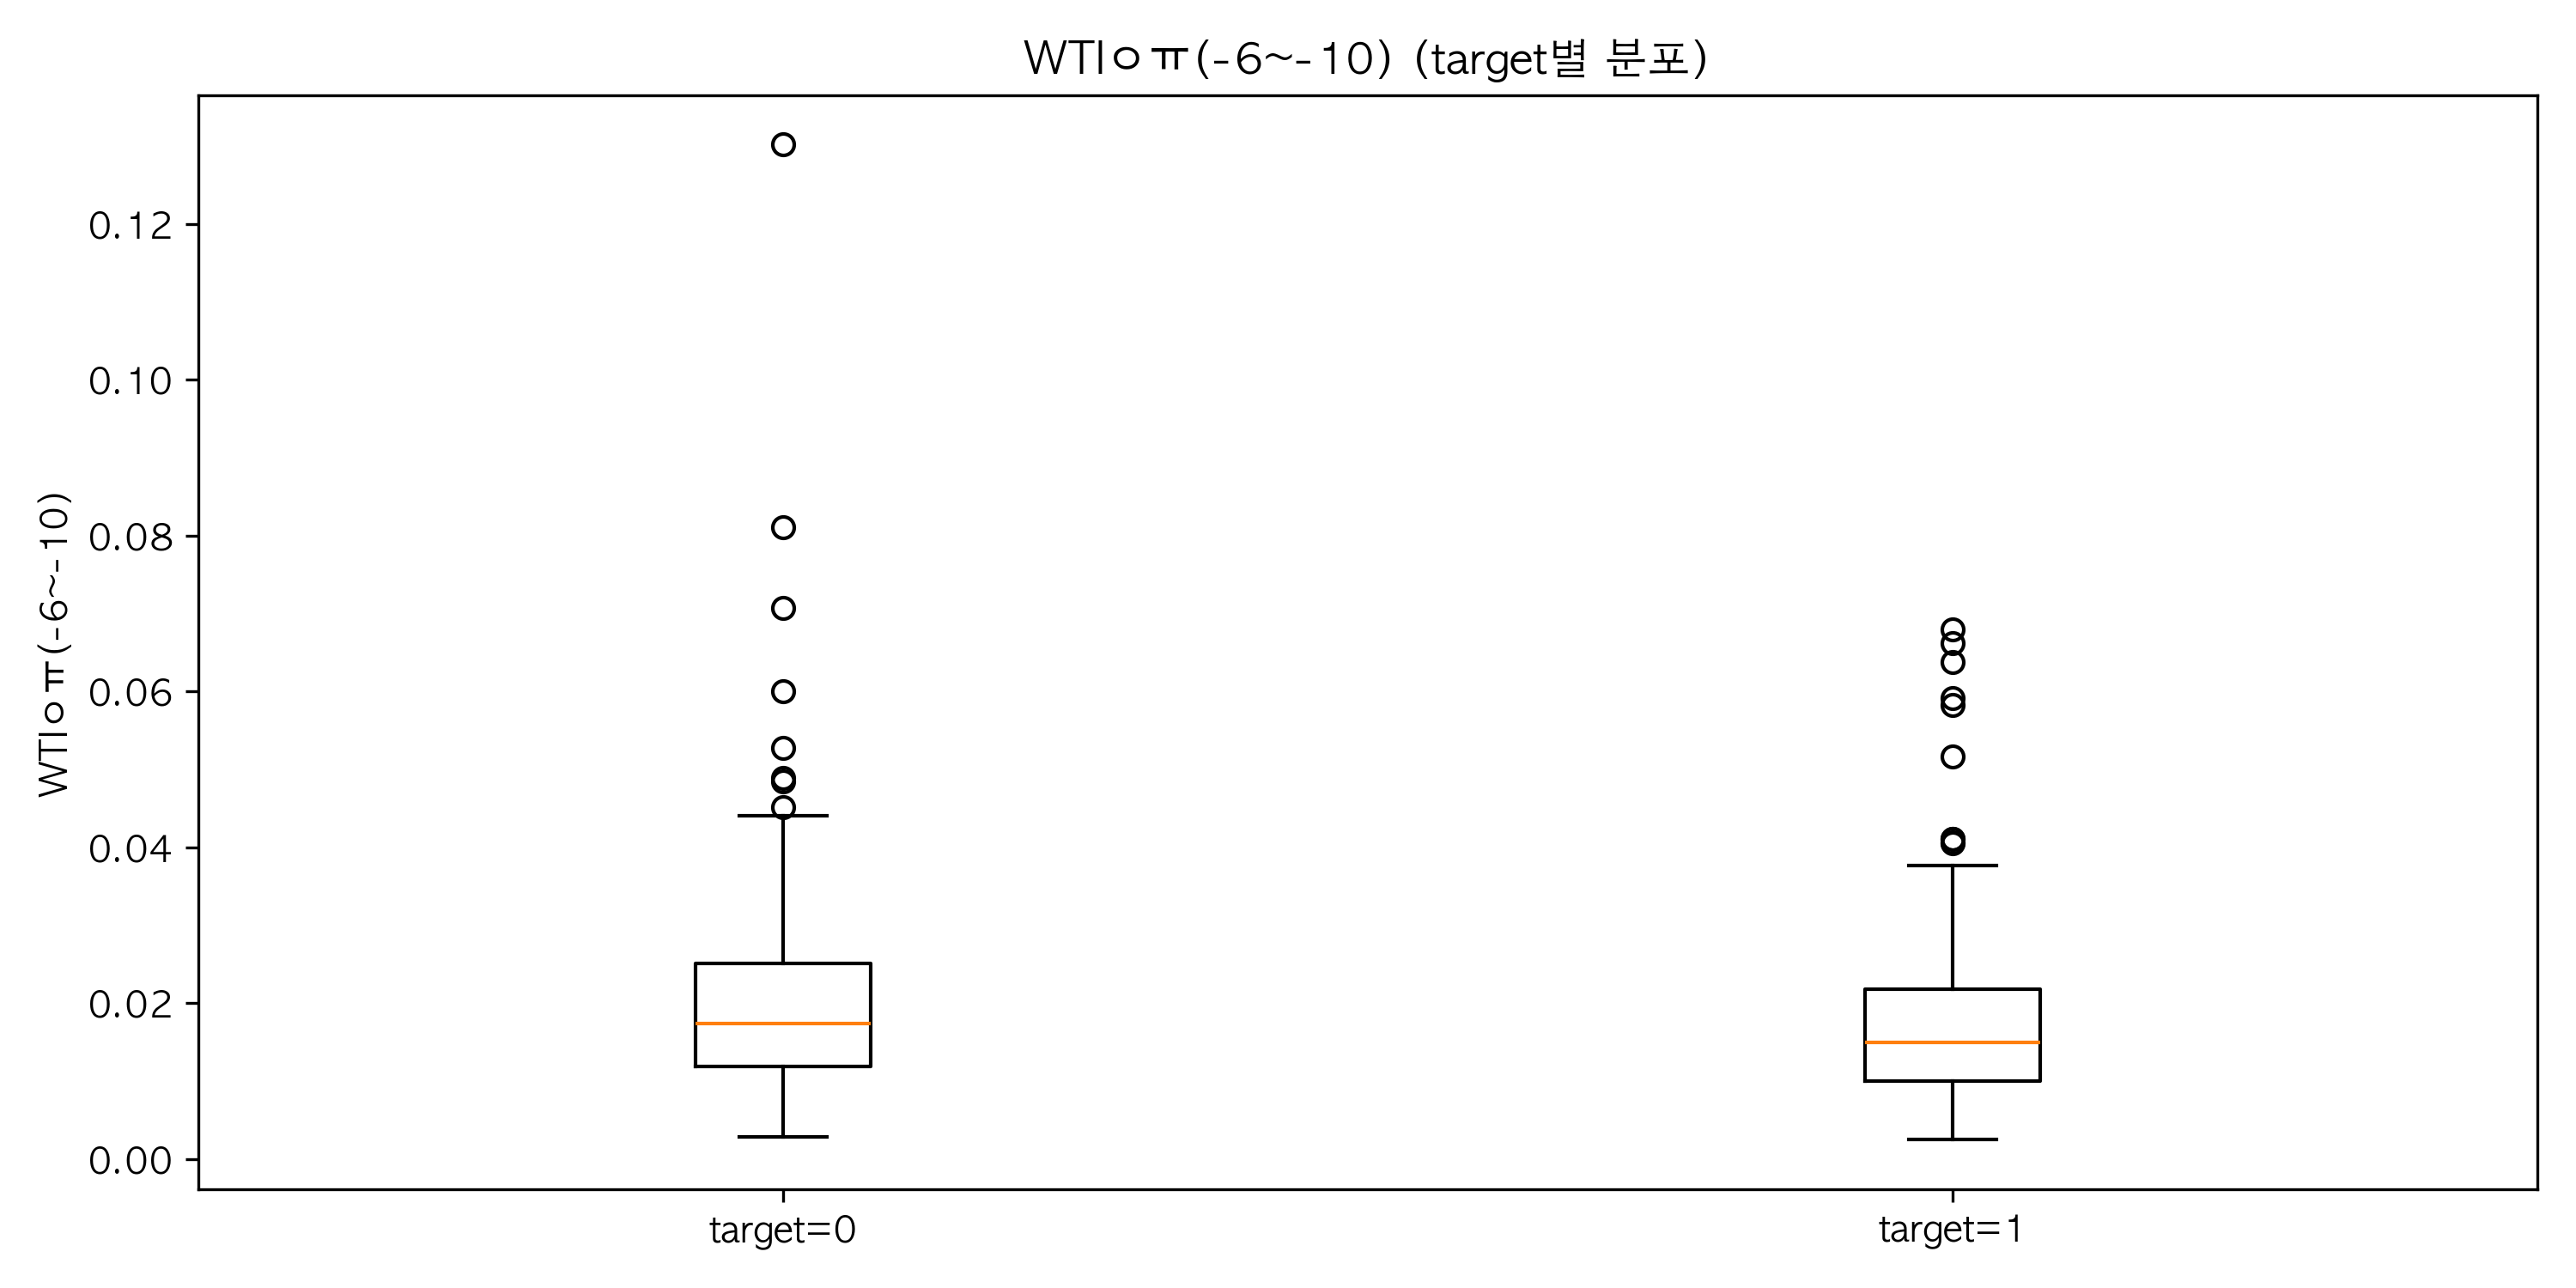 WTIㅇㅠ(-6~-10) (target별 분포)
WTIㅇㅠ(-6~-10)
0.12
0.10
0.08
0.06
0.04
0.02
0.00
target=0
target=1